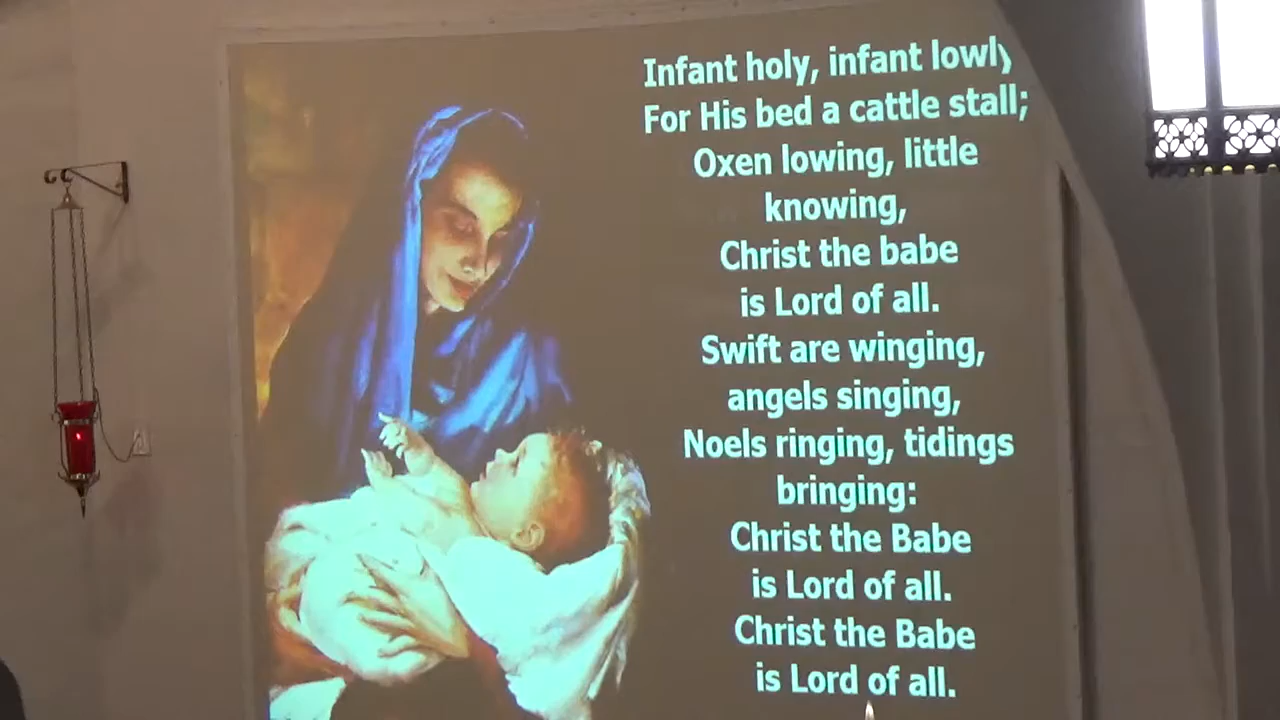 Infant holy, infant lowly
For His bed a cattle stall;
Oxen lowing, little
knowing,
Christ the babe
is Lord of all.
Swift are winging,
angels singing,
Noels ringing, tidings
bringing:
Christ the Babe
is Lord of all.
Christ the Babe
is Lord of all.